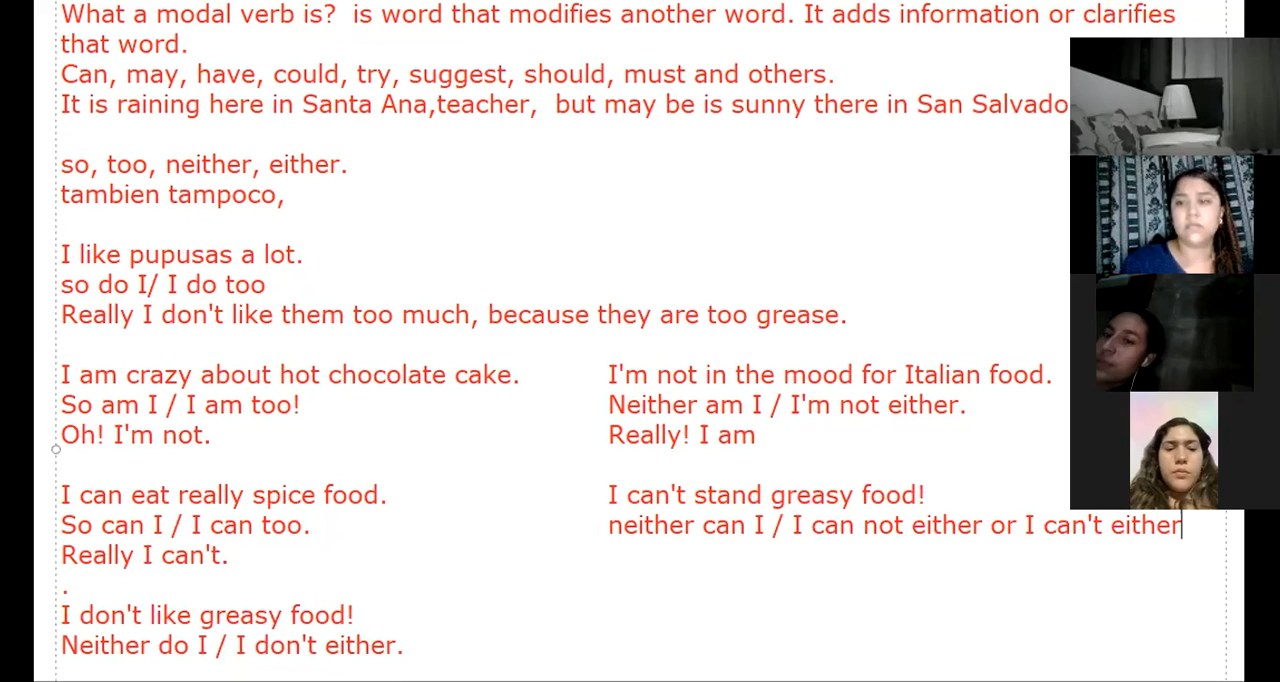 What a modal verb is?  is word that modifies another word. It adds information or clarifies
that word.
Can, may, have, could, try, suggest, should, must and others.
It is raining here in Santa Ana,teacher,  but may be is sunny there in San Salvado
so, too, neither, either.
tambien tampoco,
I like pupusas a lot.
so do I/ I do too
Really I don't like them too much, because they are too grease.
I am crazy about hot chocolate cake.
So am I / I am too!
Oh! I'm not.
I'm not in the mood for Italian food.
Neither am I / I'm not either.
Really! I am
I can eat really spice food.
So can I / I can too.
Really I can't.
.
I can't stand greasy food!
neither can I / I can not either or I can't either
I don't like greasy food!
Neither do I / I don't either.